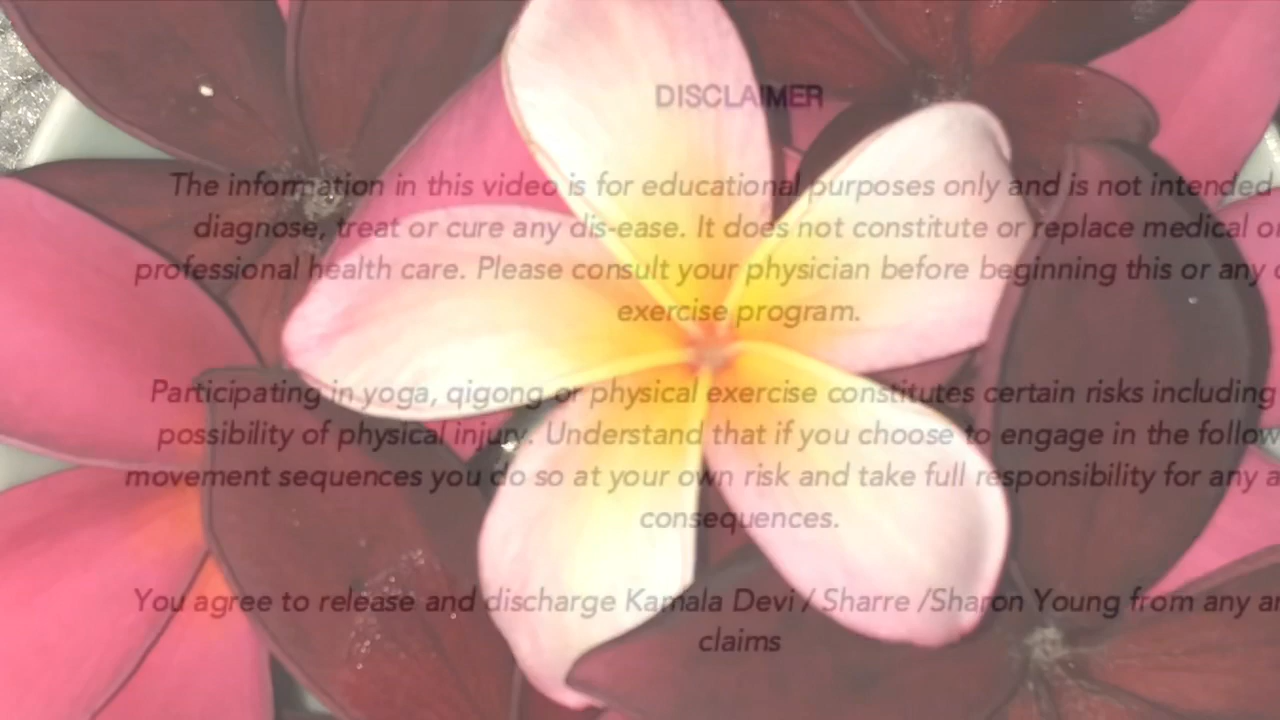 DISCLAIMER
The information in this video is for educational purposes only and is not intended
diagnose, treat or cure any dis-ease. It does not constitute or replace medical or
professional health care. Please consult your physician before beginning this or any
exercise program.
Participating in yoga, qigong or physical exercise constitutes certain risks including
possibility of physical injury. Understand that if you choose to engage in the
movement sequences you do so at your own risk and take full responsibility for any
consequences.
You agree to release and discharge Kamala Devi / Sharre /Sharon Young from any
claims